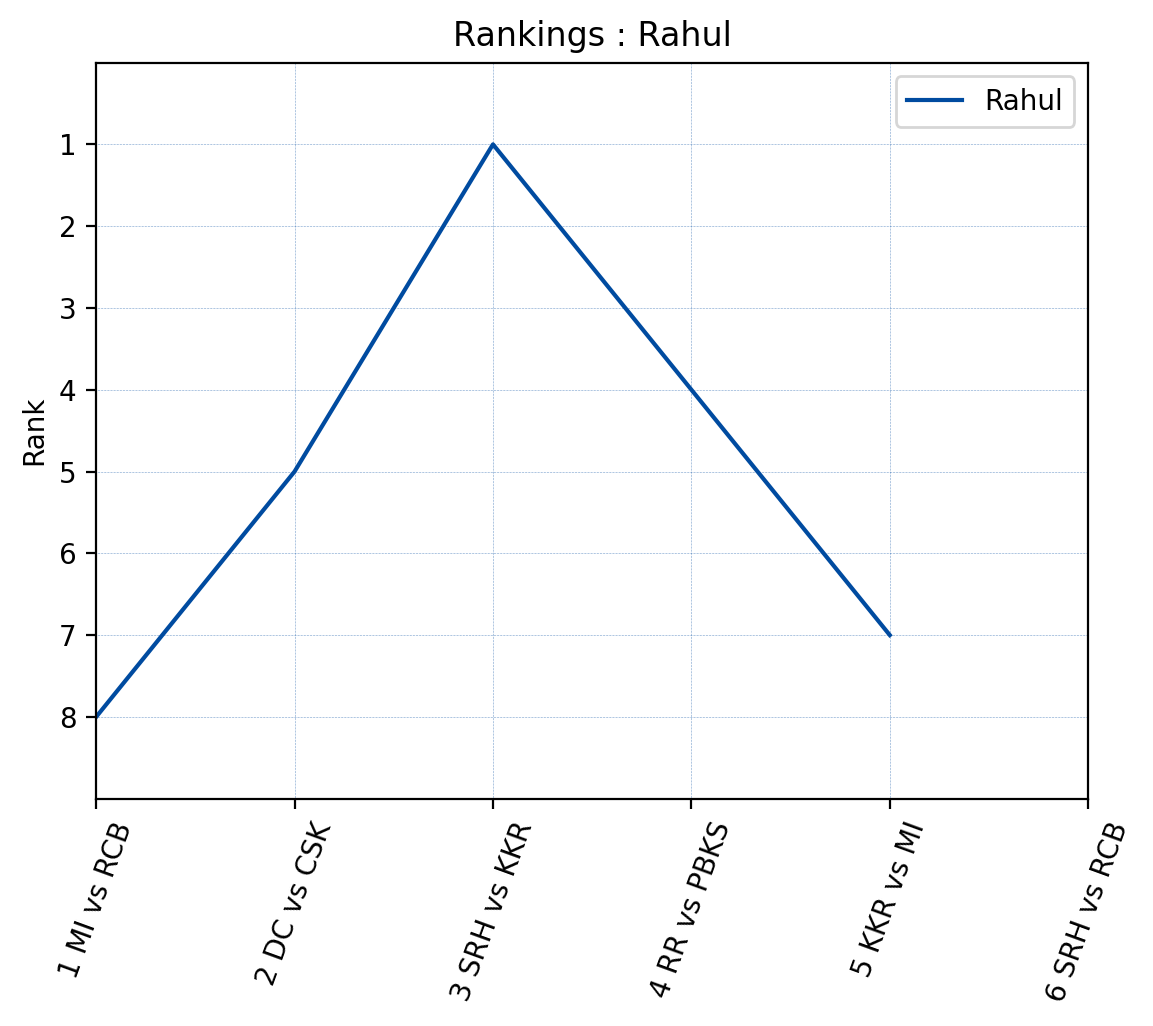 Rankings : Rahul
Rahul
Rank
1
2
3
4
5
6
7
8
1 MI vs RCB
2 DC vs CSK
3 SRH vs KKR
4 RR vs PBKS
5 KKR vs MI
6 SRH vs RCB